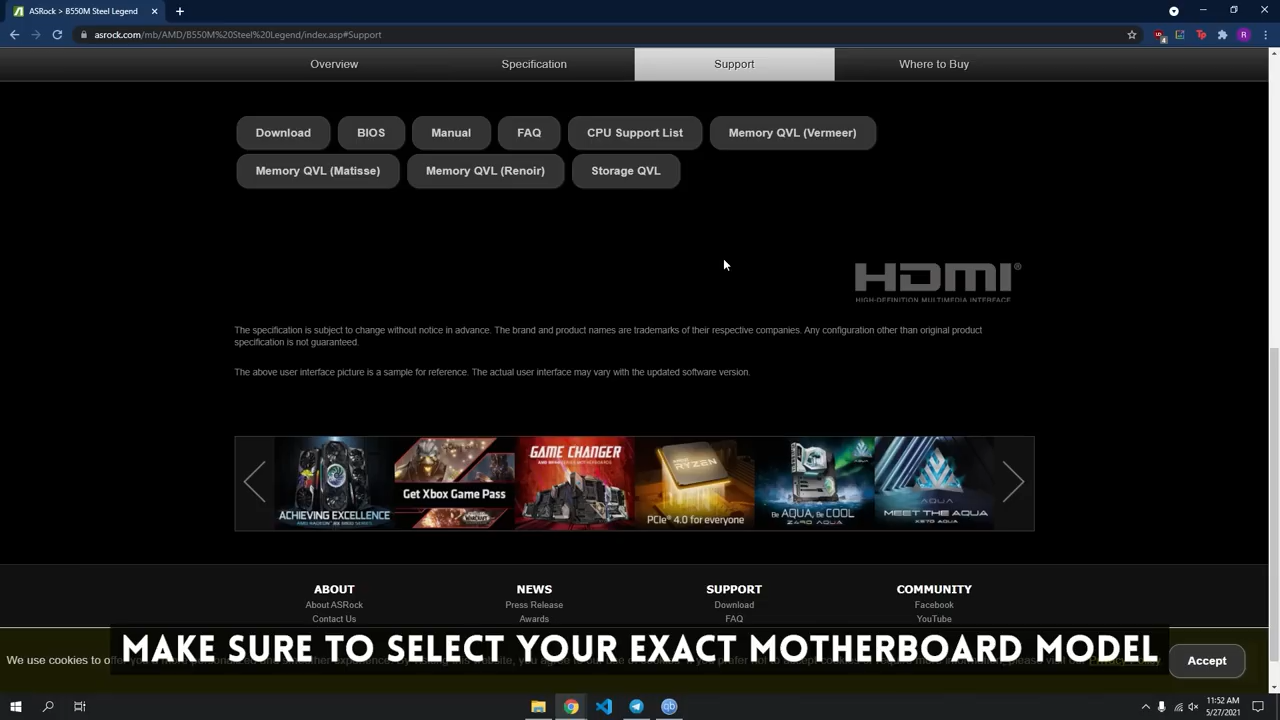 ASRock > B550M Steel Legend
asrock.com/mb/AMD/B550M%20Steel%20Legend/index.asp#Support
Overview
Specification
Support
Where to Buy
Download
BIOS
Manual
FAQ
CPU Support List
Memory QVL (Vermeer)
Memory QVL (Matisse)
Memory QVL (Renoir)
Storage QVL
HDMI®
HIGH-DEFINITION MULTIMEDIA INTERFACE
The specification is subject to change without notice in advance. The brand and product names are trademarks of their respective companies. Any configuration other than original product
specification is not guaranteed.
The above user interface picture is a sample for reference. The actual user interface may vary with the updated software version.
ACHIEVING EXCELLENCE
Get Xbox Game Pass
GAME CHANGER
RYZEN
PCIe® 4.0 for everyone
Be AQUA, Be COOL
AQUA
MEET THE AQUA
X570 AQUA
ABOUT
NEWS
SUPPORT
COMMUNITY
About ASRock
Press Release
Download
Facebook
Contact Us
Awards
FAQ
YouTube
We use cookies to
MAKE SURE TO SELECT YOUR EXACT MOTHERBOARD MODEL
Accept
11:52 AM
5/27/2021